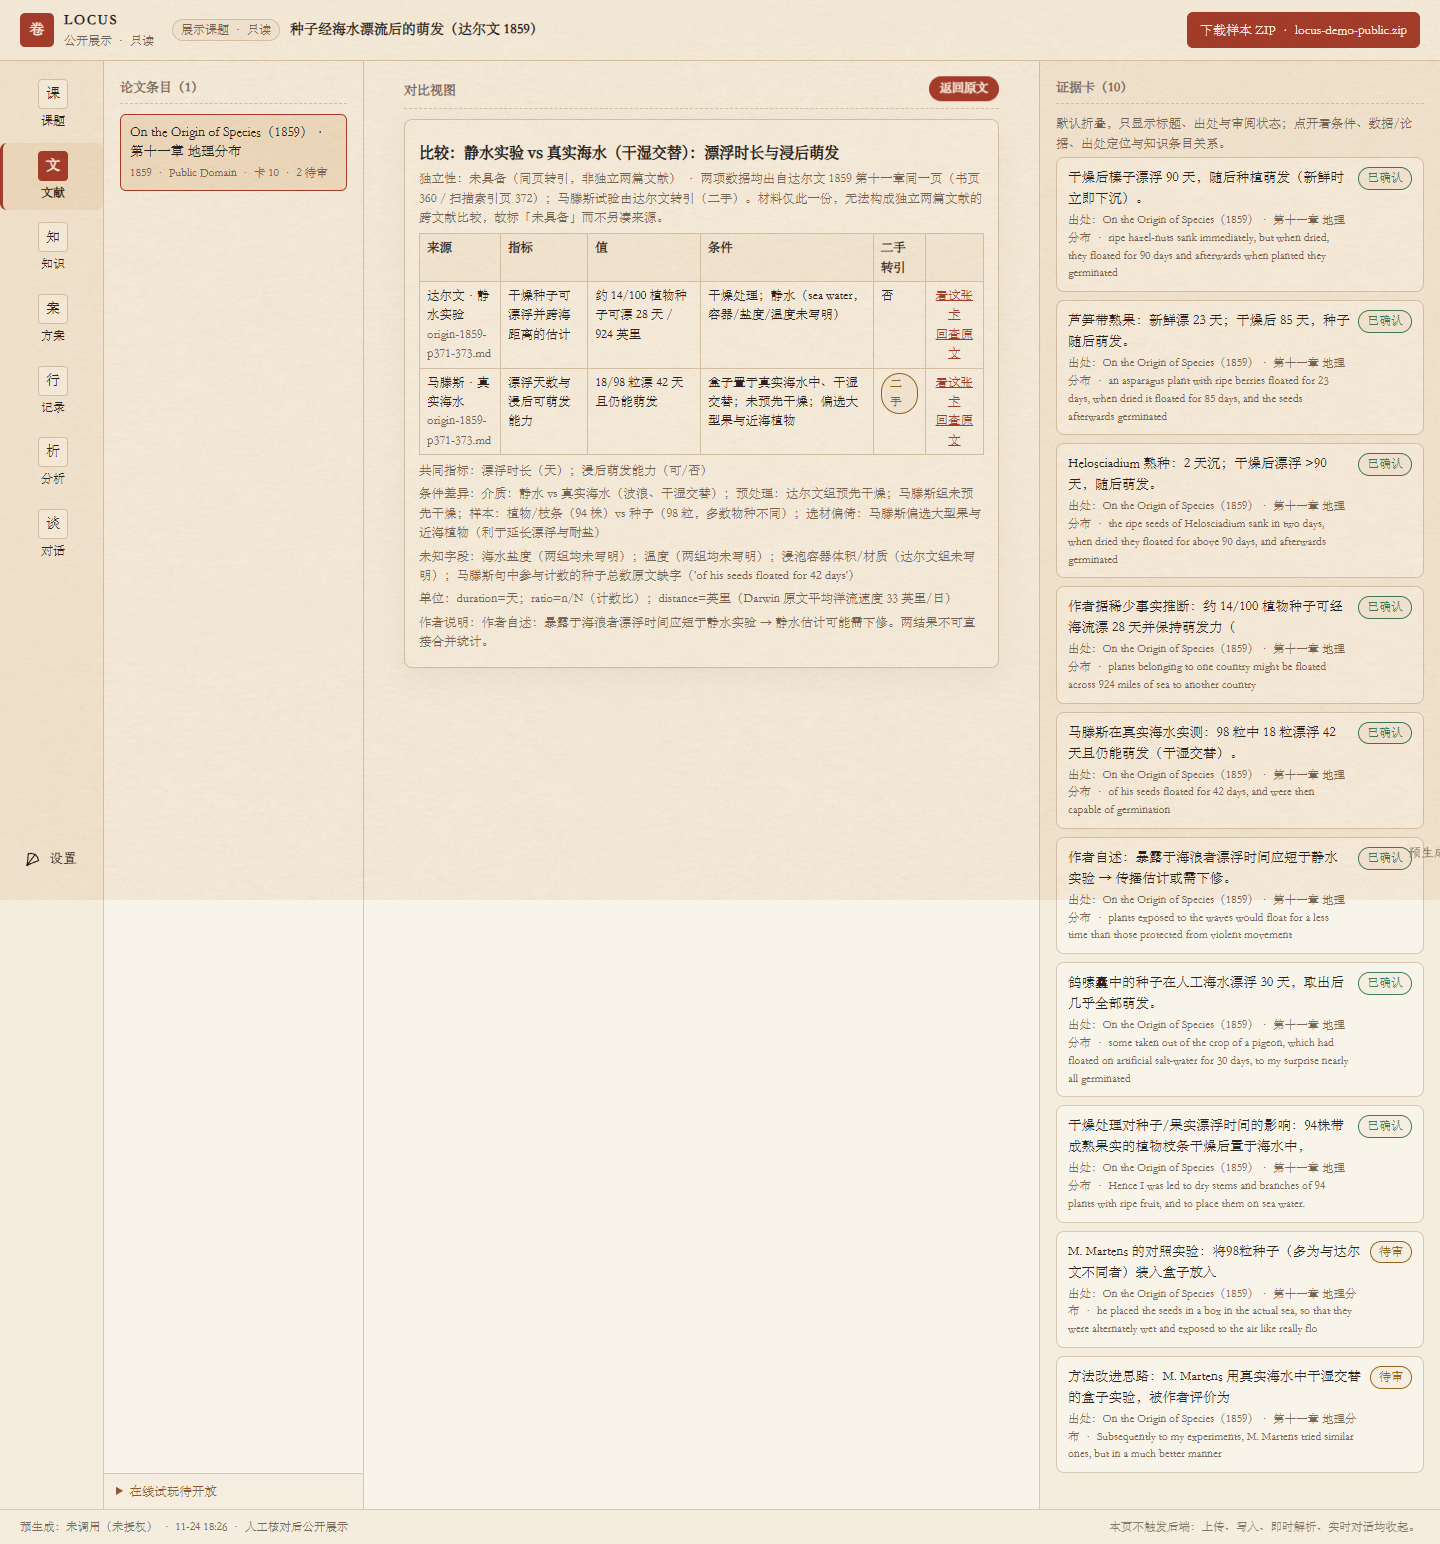 卷
LOCUS
公开展示 · 只读
展示课题 · 只读
种子经海水漂流后的萌发（达尔文 1859）
下载样本 ZIP · locus-demo-public.zip
课
课题
文
文献
知
知识
案
方案
行
记录
析
分析
谈
对话
设置
论文条目（1）
On the Origin of Species（1859） ·
第十一章 地理分布
1859 · Public Domain · 卡 10 · 2 待审
在线试玩待开放
对比视图
返回原文
比较：静水实验 vs 真实海水（干湿交替）：漂浮时长与浸后萌发
独立性：未具备（同页转引，非独立两篇文献） · 两项数据均出自达尔文 1859 第十一章同一页（书页
360 / 扫描索引页 372）；马滕斯试验由达尔文转引（二手）。材料仅此一份，无法构成独立两篇文献的
跨文献比较，故标「未具备」而不另读来源。
来源
指标
值
条件
二手
转引
达尔文 · 静
水实验
origin-1859-
p371-373.md
干燥种子可
漂浮并跨海
距离的估计
约 14/100 植物种
子可漂 28 天 /
924 英里
干燥处理；静水（sea water，
容器/盐度/温度未写明）
否
看这张
卡
回查原
文
马滕斯 · 真
实海水
origin-1859-
p371-373.md
漂浮天数与
浸后可萌发
能力
18/98 粒漂 42 天
且仍能萌发
盒子置于真实海水中、干湿
交替；未预先干燥；偏选大
型果与近海植物
二
手
看这张
卡
回查原
文
共同指标：漂浮时长（天）；浸后萌发能力（可/否）
条件差异：介质：静水 vs 真实海水（波浪、干湿交替）；预处理：达尔文组预先干燥；马滕斯组未预
先干燥；样本：植物/枝条（94 株）vs 种子（98 粒，多数物种不同）；选材偏倚：马滕斯偏选大型果与
近海植物（利于延长漂浮与耐盐）
未知字段：海水盐度（两组均未写明）；温度（两组均未写明）；浸泡容器体积/材质（达尔文组未写
明）；马滕斯句中参与计数的种子总数原文缺字（'of his seeds floated for 42 days'）
单位：duration=天；ratio=n/N（计数比）；distance=英里（Darwin 原文平均洋流速度 33 英里/日）
作者说明：作者自述：暴露于海浪者漂浮时间应短于静水实验 → 静水估计可能需下修。两结果不可直
接合并统计。
证据卡（10）
默认折叠，只显示标题、出处与审阅状态；点开看条件、数据/论
据、出处定位与知识条目关系。
干燥后榛子漂浮 90 天，随后种植萌发（新鲜时
立即下沉）。
已确认
出处：On the Origin of Species（1859） · 第十一章 地理
分布 · ripe hazel-nuts sank immediately, but when dried,
they floated for 90 days and afterwards when planted they
germinated
芦笋带熟果：新鲜漂 23 天；干燥后 85 天，种子
随后萌发。
已确认
出处：On the Origin of Species（1859） · 第十一章 地理
分布 · an asparagus plant with ripe berries floated for 23
days, when dried it floated for 85 days, and the seeds
afterwards germinated
Helosciadium 熟种：2 天沉；干燥后漂浮 >90
天，随后萌发。
已确认
出处：On the Origin of Species（1859） · 第十一章 地理
分布 · the ripe seeds of Helosciadium sank in two days,
when dried they floated for above 90 days, and afterwards
germinated
作者据稀少事实推断：约 14/100 植物种子可经
海流漂 28 天并保持萌发力（
已确认
出处：On the Origin of Species（1859） · 第十一章 地理
分布 · plants belonging to one country might be floated
across 924 miles of sea to another country
马滕斯在真实海水实测：98 粒中 18 粒漂浮 42
天且仍能萌发（干湿交替）。
已确认
出处：On the Origin of Species（1859） · 第十一章 地理
分布 · of his seeds floated for 42 days, and were then
capable of germination
作者自述：暴露于海浪者漂浮时间应短于静水
实验 → 传播估计或需下修。
已确认
预生成
出处：On the Origin of Species（1859） · 第十一章 地理
分布 · plants exposed to the waves would float for a less
time than those protected from violent movement
鸽嗉囊中的种子在人工海水漂浮 30 天，取出后
几乎全部萌发。
已确认
出处：On the Origin of Species（1859） · 第十一章 地理
分布 · some taken out of the crop of a pigeon, which had
floated on artificial salt-water for 30 days, to my surprise nearly
all germinated
干燥处理对种子/果实漂浮时间的影响：94株带
成熟果实的植物枝条干燥后置于海水中，
已确认
出处：On the Origin of Species（1859） · 第十一章 地理
分布 · Hence I was led to dry stems and branches of 94
plants with ripe fruit, and to place them on sea water.
M. Martens 的对照实验：将98粒种子（多为与达尔
文不同者）装入盒子放入
待审
出处：On the Origin of Species（1859） · 第十一章 地理分
布 · he placed the seeds in a box in the actual sea, so that they
were alternately wet and exposed to the air like really flo
方法改进思路：M. Martens 用真实海水中干湿交替
的盒子实验，被作者评价为
待审
出处：On the Origin of Species（1859） · 第十一章 地理分
布 · Subsequently to my experiments, M. Martens tried similar
ones, but in a much better manner
预生成：未调用（未授权） · 11-24 18:26 · 人工核对后公开展示
本页不触发后端：上传、写入、即时解析、实时对话均收起。